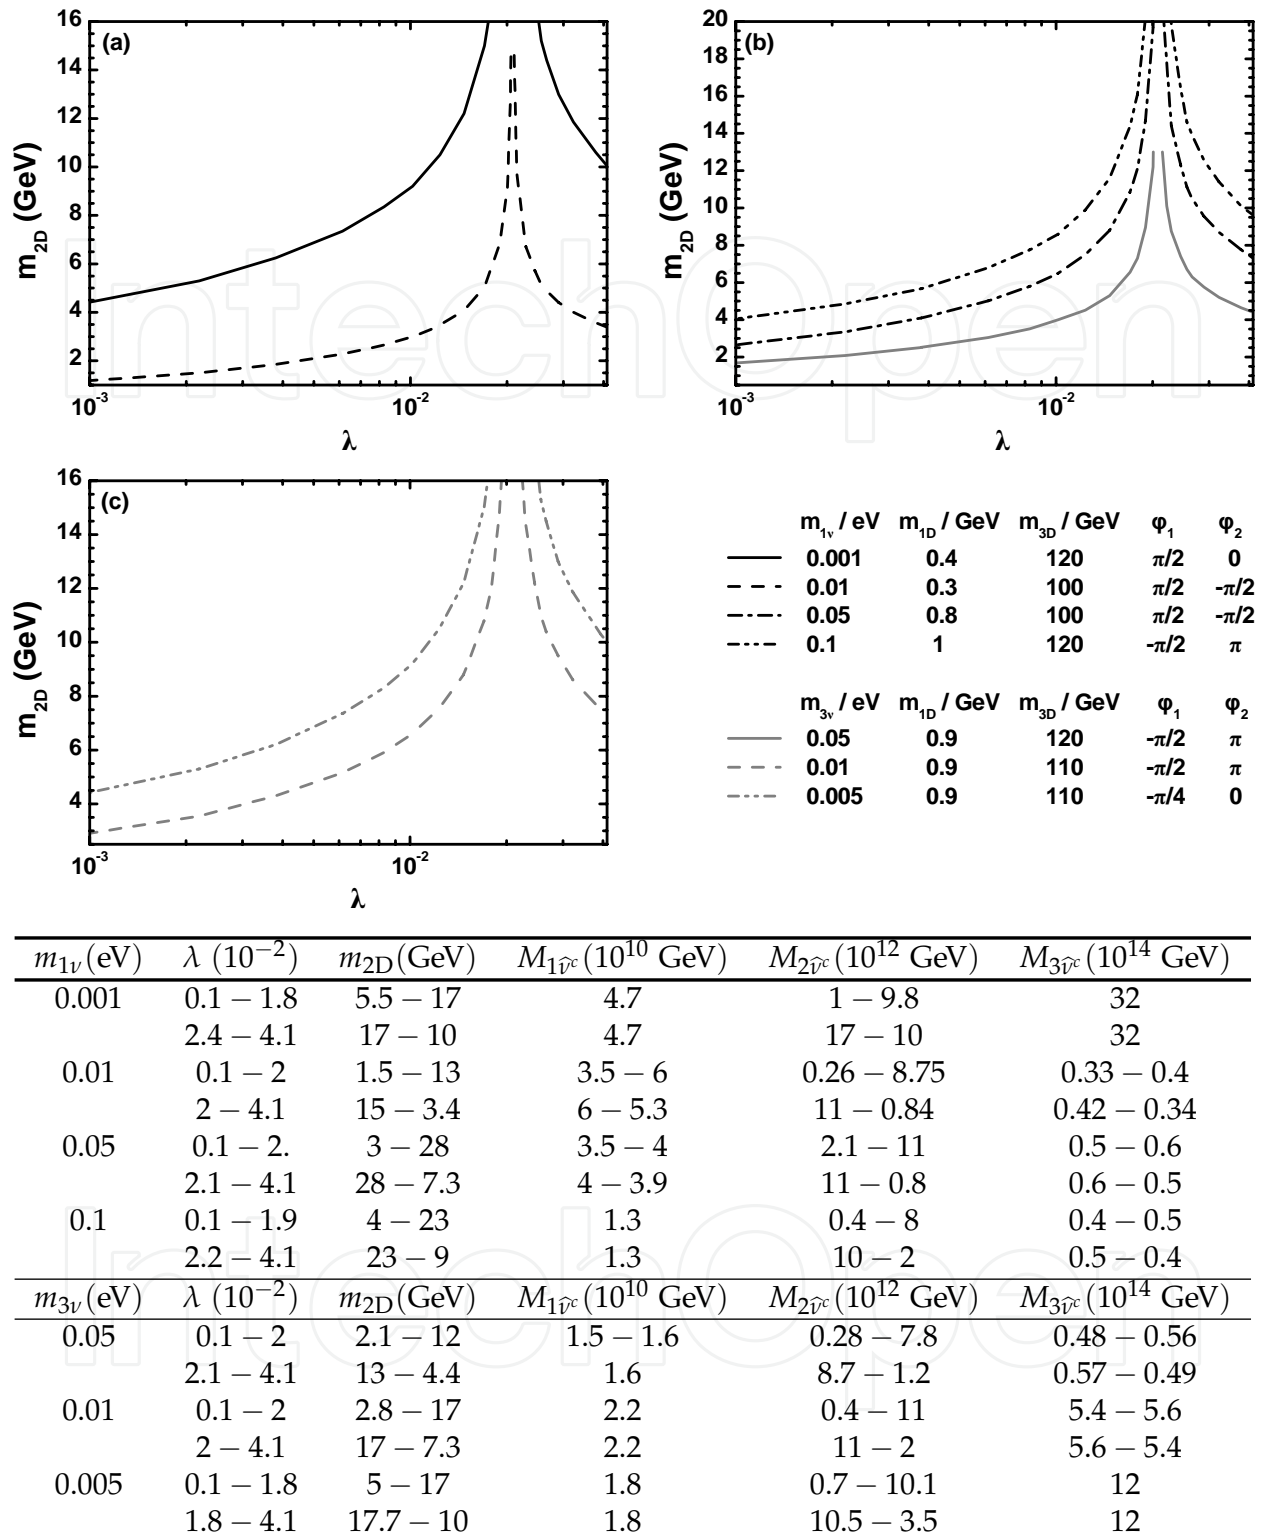 (a)
16
14
12
10
8
6
4
2
m2D (GeV)
10-3
10-2
λ
(b)
20
18
16
14
12
10
8
6
4
2
m2D (GeV)
10-3
10-2
λ
(c)
16
14
12
10
8
6
4
m2D (GeV)
10-3
10-2
λ
m1ν / eV m1D / GeV m3D / GeV φ1 φ2
0.001 0.4 120 π/2 0
0.01 0.3 100 π/2 -π/2
0.05 0.8 100 π/2 -π/2
0.1 1 120 -π/2 π
m3ν / eV m1D / GeV m3D / GeV φ1 φ2
0.05 0.9 120 -π/2 π
0.01 0.9 110 -π/2 π
0.005 0.9 110 -π/4 0
IntechOpen
m1ν(eV) λ (10−2) m2D(GeV) M1ν̂c(1010 GeV) M2ν̂c(1012 GeV) M3ν̂c(1014 GeV)
0.001 0.1 − 1.8 5.5 − 17 4.7 1 − 9.8 32
2.4 − 4.1 17 − 10 4.7 17 − 10 32
0.01 0.1 − 2 1.5 − 13 3.5 − 6 0.26 − 8.75 0.33 − 0.4
2 − 4.1 15 − 3.4 6 − 5.3 11 − 0.84 0.42 − 0.34
0.05 0.1 − 2. 3 − 28 3.5 − 4 2.1 − 11 0.5 − 0.6
2.1 − 4.1 28 − 7.3 4 − 3.9 11 − 0.8 0.6 − 0.5
0.1 0.1 − 1.9 4 − 23 1.3 0.4 − 8 0.4 − 0.5
2.2 − 4.1 23 − 9 1.3 10 − 2 0.5 − 0.4
m3ν(eV) λ (10−2) m2D(GeV) M1ν̂c(1010 GeV) M2ν̂c(1012 GeV) M3ν̂c(1014 GeV)
0.05 0.1 − 2 2.1 − 12 1.5 − 1.6 0.28 − 7.8 0.48 − 0.56
2.1 − 4.1 13 − 4.4 1.6 8.7 − 1.2 0.57 − 0.49
0.01 0.1 − 2 2.8 − 17 2.2 0.4 − 11 5.4 − 5.6
2 − 4.1 17 − 7.3 2.2 11 − 2 5.6 − 5.4
0.005 0.1 − 1.8 5 − 17 1.8 0.7 − 10.1 12
1.8 − 4.1 17.7 − 10 1.8 10.5 − 3.5 12
IntechOpen